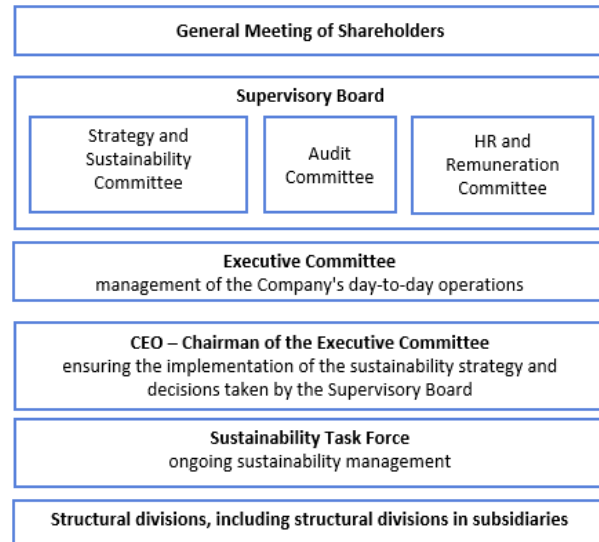 General Meeting of Shareholders
Supervisory Board
Strategy and
Sustainability
Committee
Audit
Committee
HR and
Remuneration
Committee
Executive Committee
management of the Company's day-to-day operations
CEO – Chairman of the Executive Committee
ensuring the implementation of the sustainability strategy and
decisions taken by the Supervisory Board
Sustainability Task Force
ongoing sustainability management
Structural divisions, including structural divisions in subsidiaries